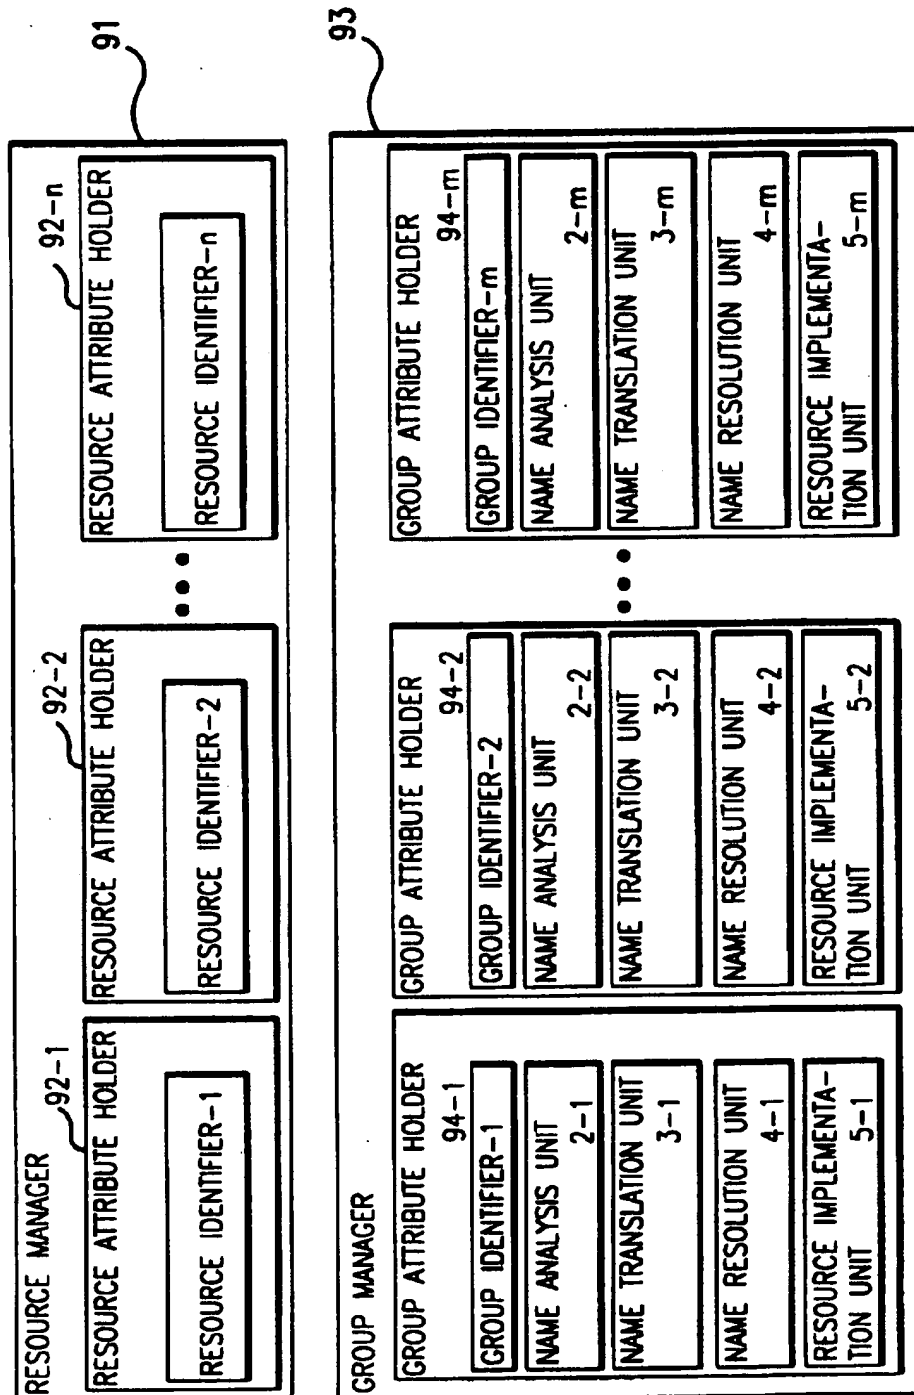 RESOURCE MANAGER
91
92-1
RESOURCE ATTRIBUTE HOLDER
RESOURCE IDENTIFIER-1
92-2
RESOURCE ATTRIBUTE HOLDER
RESOURCE IDENTIFIER-2
92-n
RESOURCE ATTRIBUTE HOLDER
RESOURCE IDENTIFIER-n
GROUP MANAGER
93
GROUP ATTRIBUTE HOLDER
94-1
GROUP IDENTIFIER-1
NAME ANALYSIS UNIT
2-1
NAME TRANSLATION UNIT
3-1
NAME RESOLUTION UNIT
4-1
RESOURCE IMPLEMENTA-
TION UNIT
5-1
GROUP ATTRIBUTE HOLDER
94-2
GROUP IDENTIFIER-2
NAME ANALYSIS UNIT
2-2
NAME TRANSLATION UNIT
3-2
NAME RESOLUTION UNIT
4-2
RESOURCE IMPLEMENTA-
TION UNIT
5-2
GROUP ATTRIBUTE HOLDER
94-m
GROUP IDENTIFIER-m
NAME ANALYSIS UNIT
2-m
NAME TRANSLATION UNIT
3-m
NAME RESOLUTION UNIT
4-m
RESOURCE IMPLEMENTA-
TION UNIT
5-m